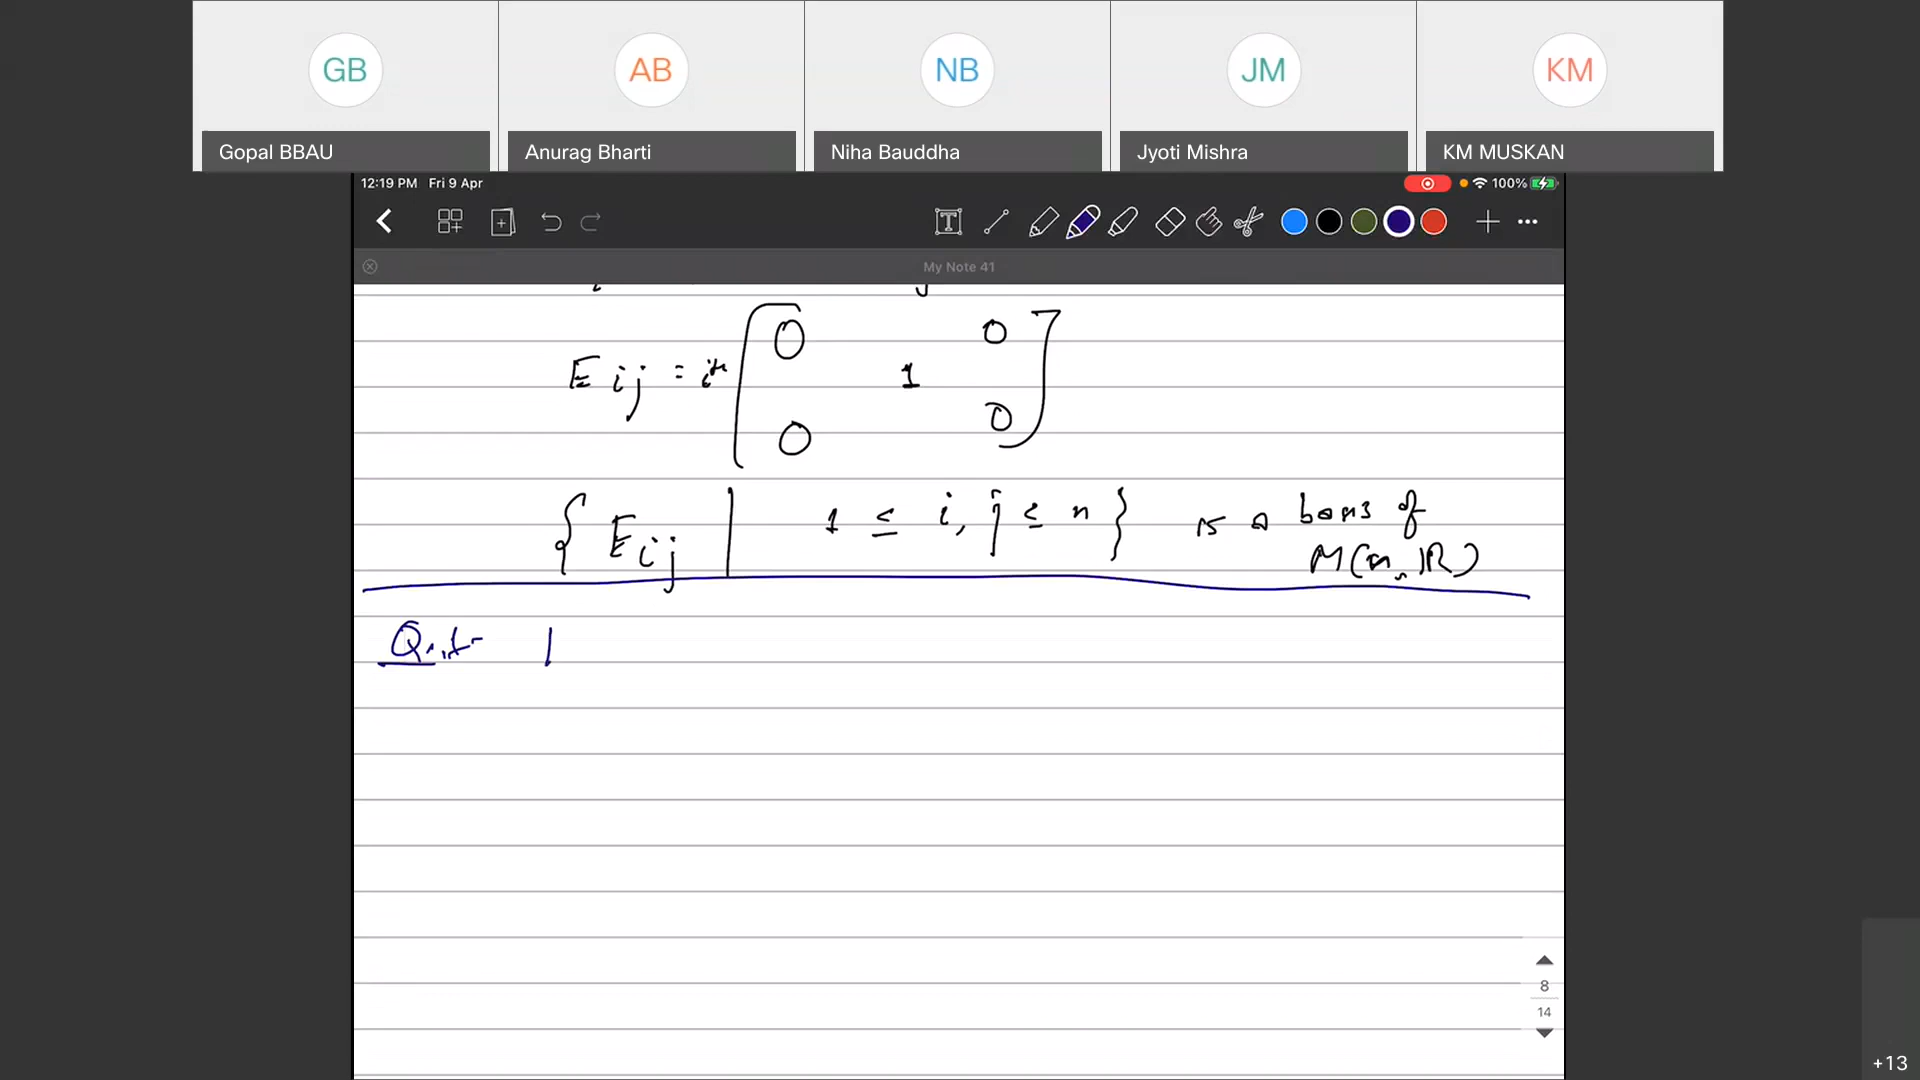 GB AB NB JM KM
Gopal BBAU Anurag Bharti Niha Bauddha Jyoti Mishra KM MUSKAN
12:19 PM Fri 9 Apr 100%
My Note 41
0 0
E ij = ith 1
0 0
{ E ij | 1 ≤ i, j ≤ n } is a basis of
M(n, R)
8
14
+13